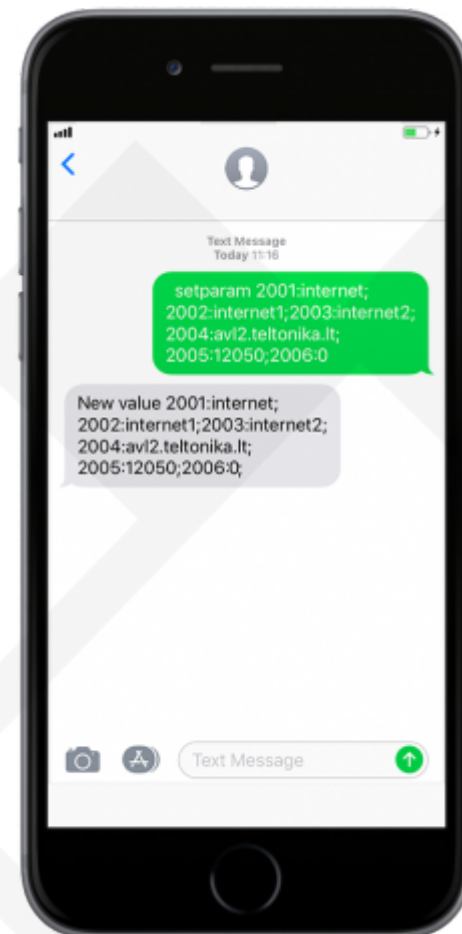 Text Message
Today 11:16
setparam 2001:internet;
2002:internet1;2003:internet2;
2004:avl2.teltonika.lt;
2005:12050;2006:0
New value 2001:internet;
2002:internet1;2003:internet2;
2004:avl2.teltonika.lt;
2005:12050;2006:0;
Text Message